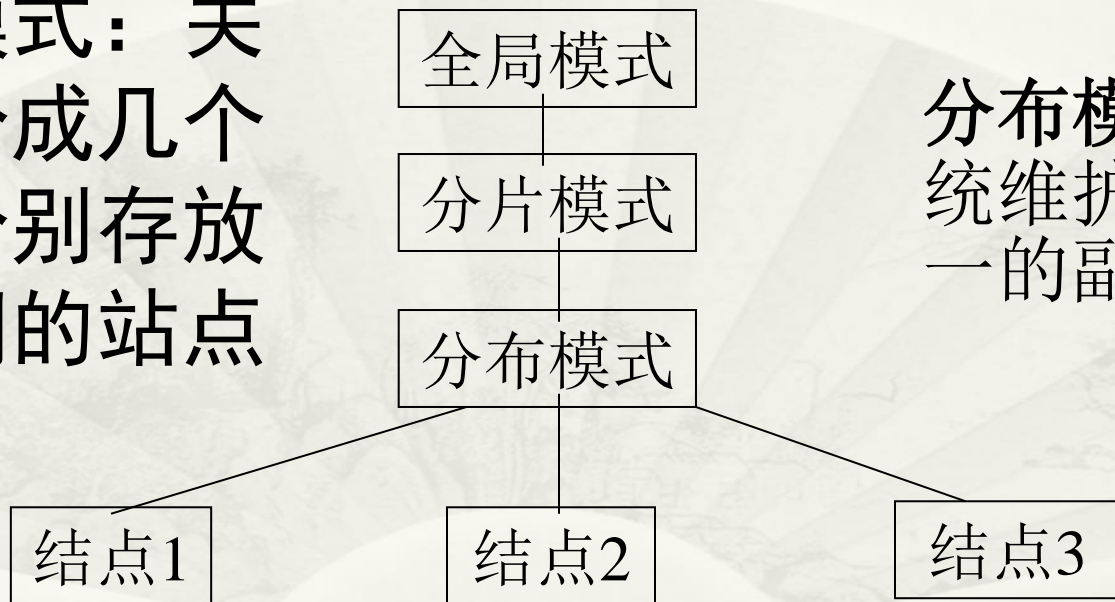 模式：天
成几个
别存放
的站点
全局模式
分片模式
分布模式
分布模
统维护
一的副
结点1
结点2
结点3